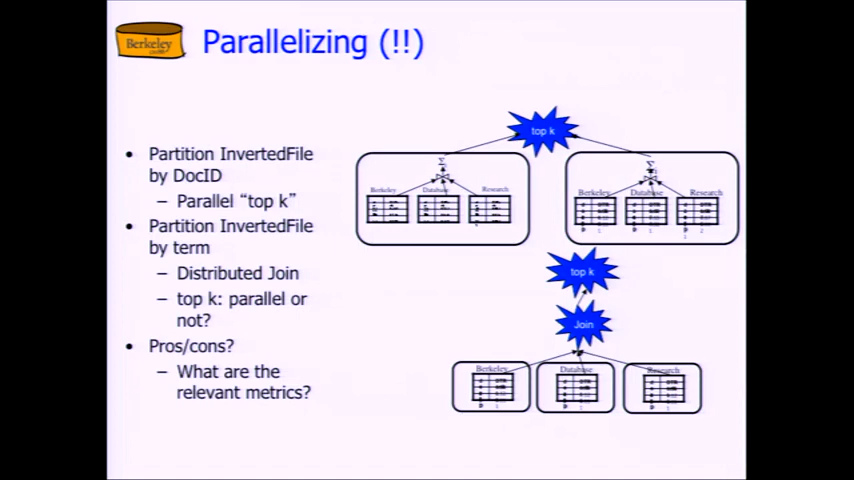 Berkeley
Parallelizing (!!)
• Partition InvertedFile
by DocID
– Parallel “top k”
• Partition InvertedFile
by term
– Distributed Join
– top k: parallel or
not?
• Pros/cons?
– What are the
relevant metrics?
top k
Σ
Berkeley Database Research
Σ
Berkeley Database Research
top k
Join
Berkeley Database Research